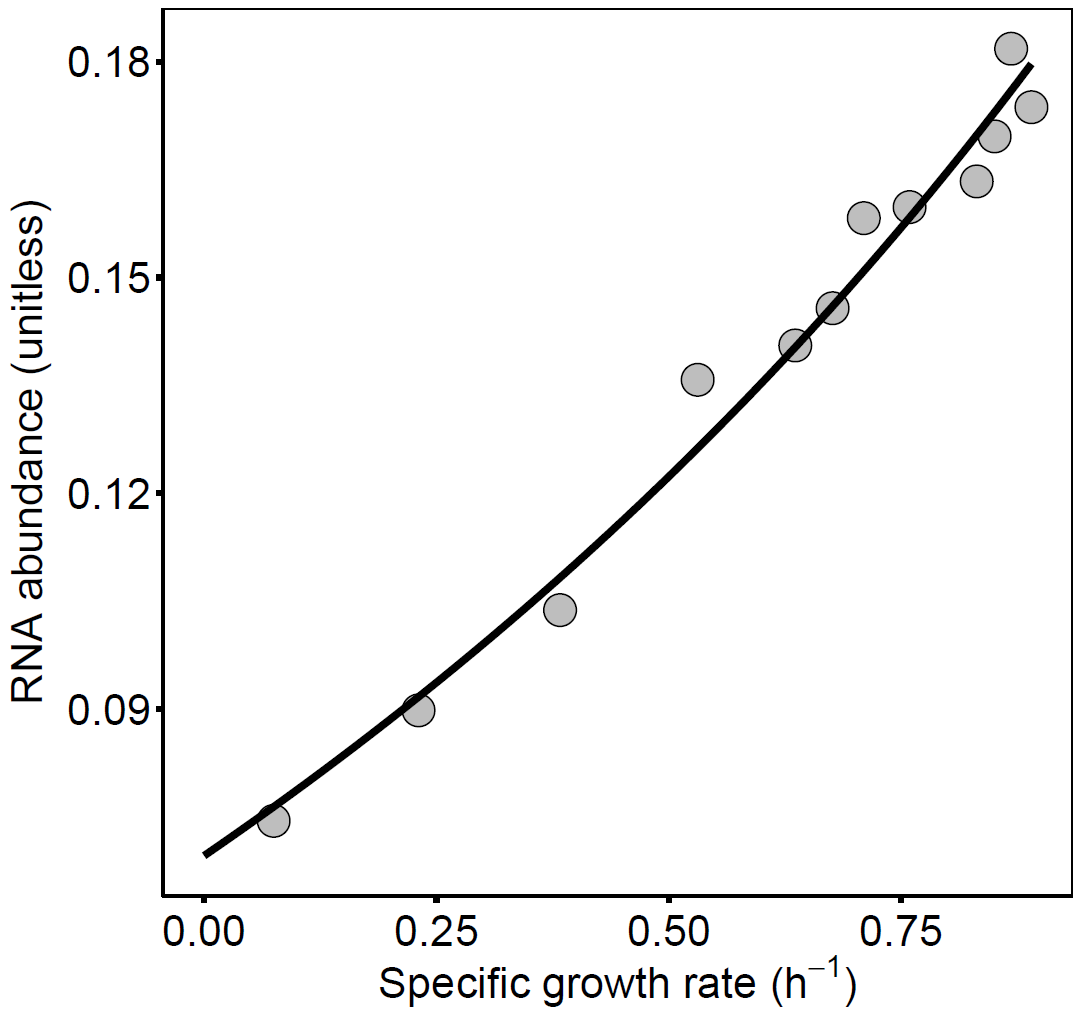 RNA abundance (unitless)
0.18
0.15
0.12
0.09
0.00 0.25 0.50 0.75
Specific growth rate (h⁻¹)